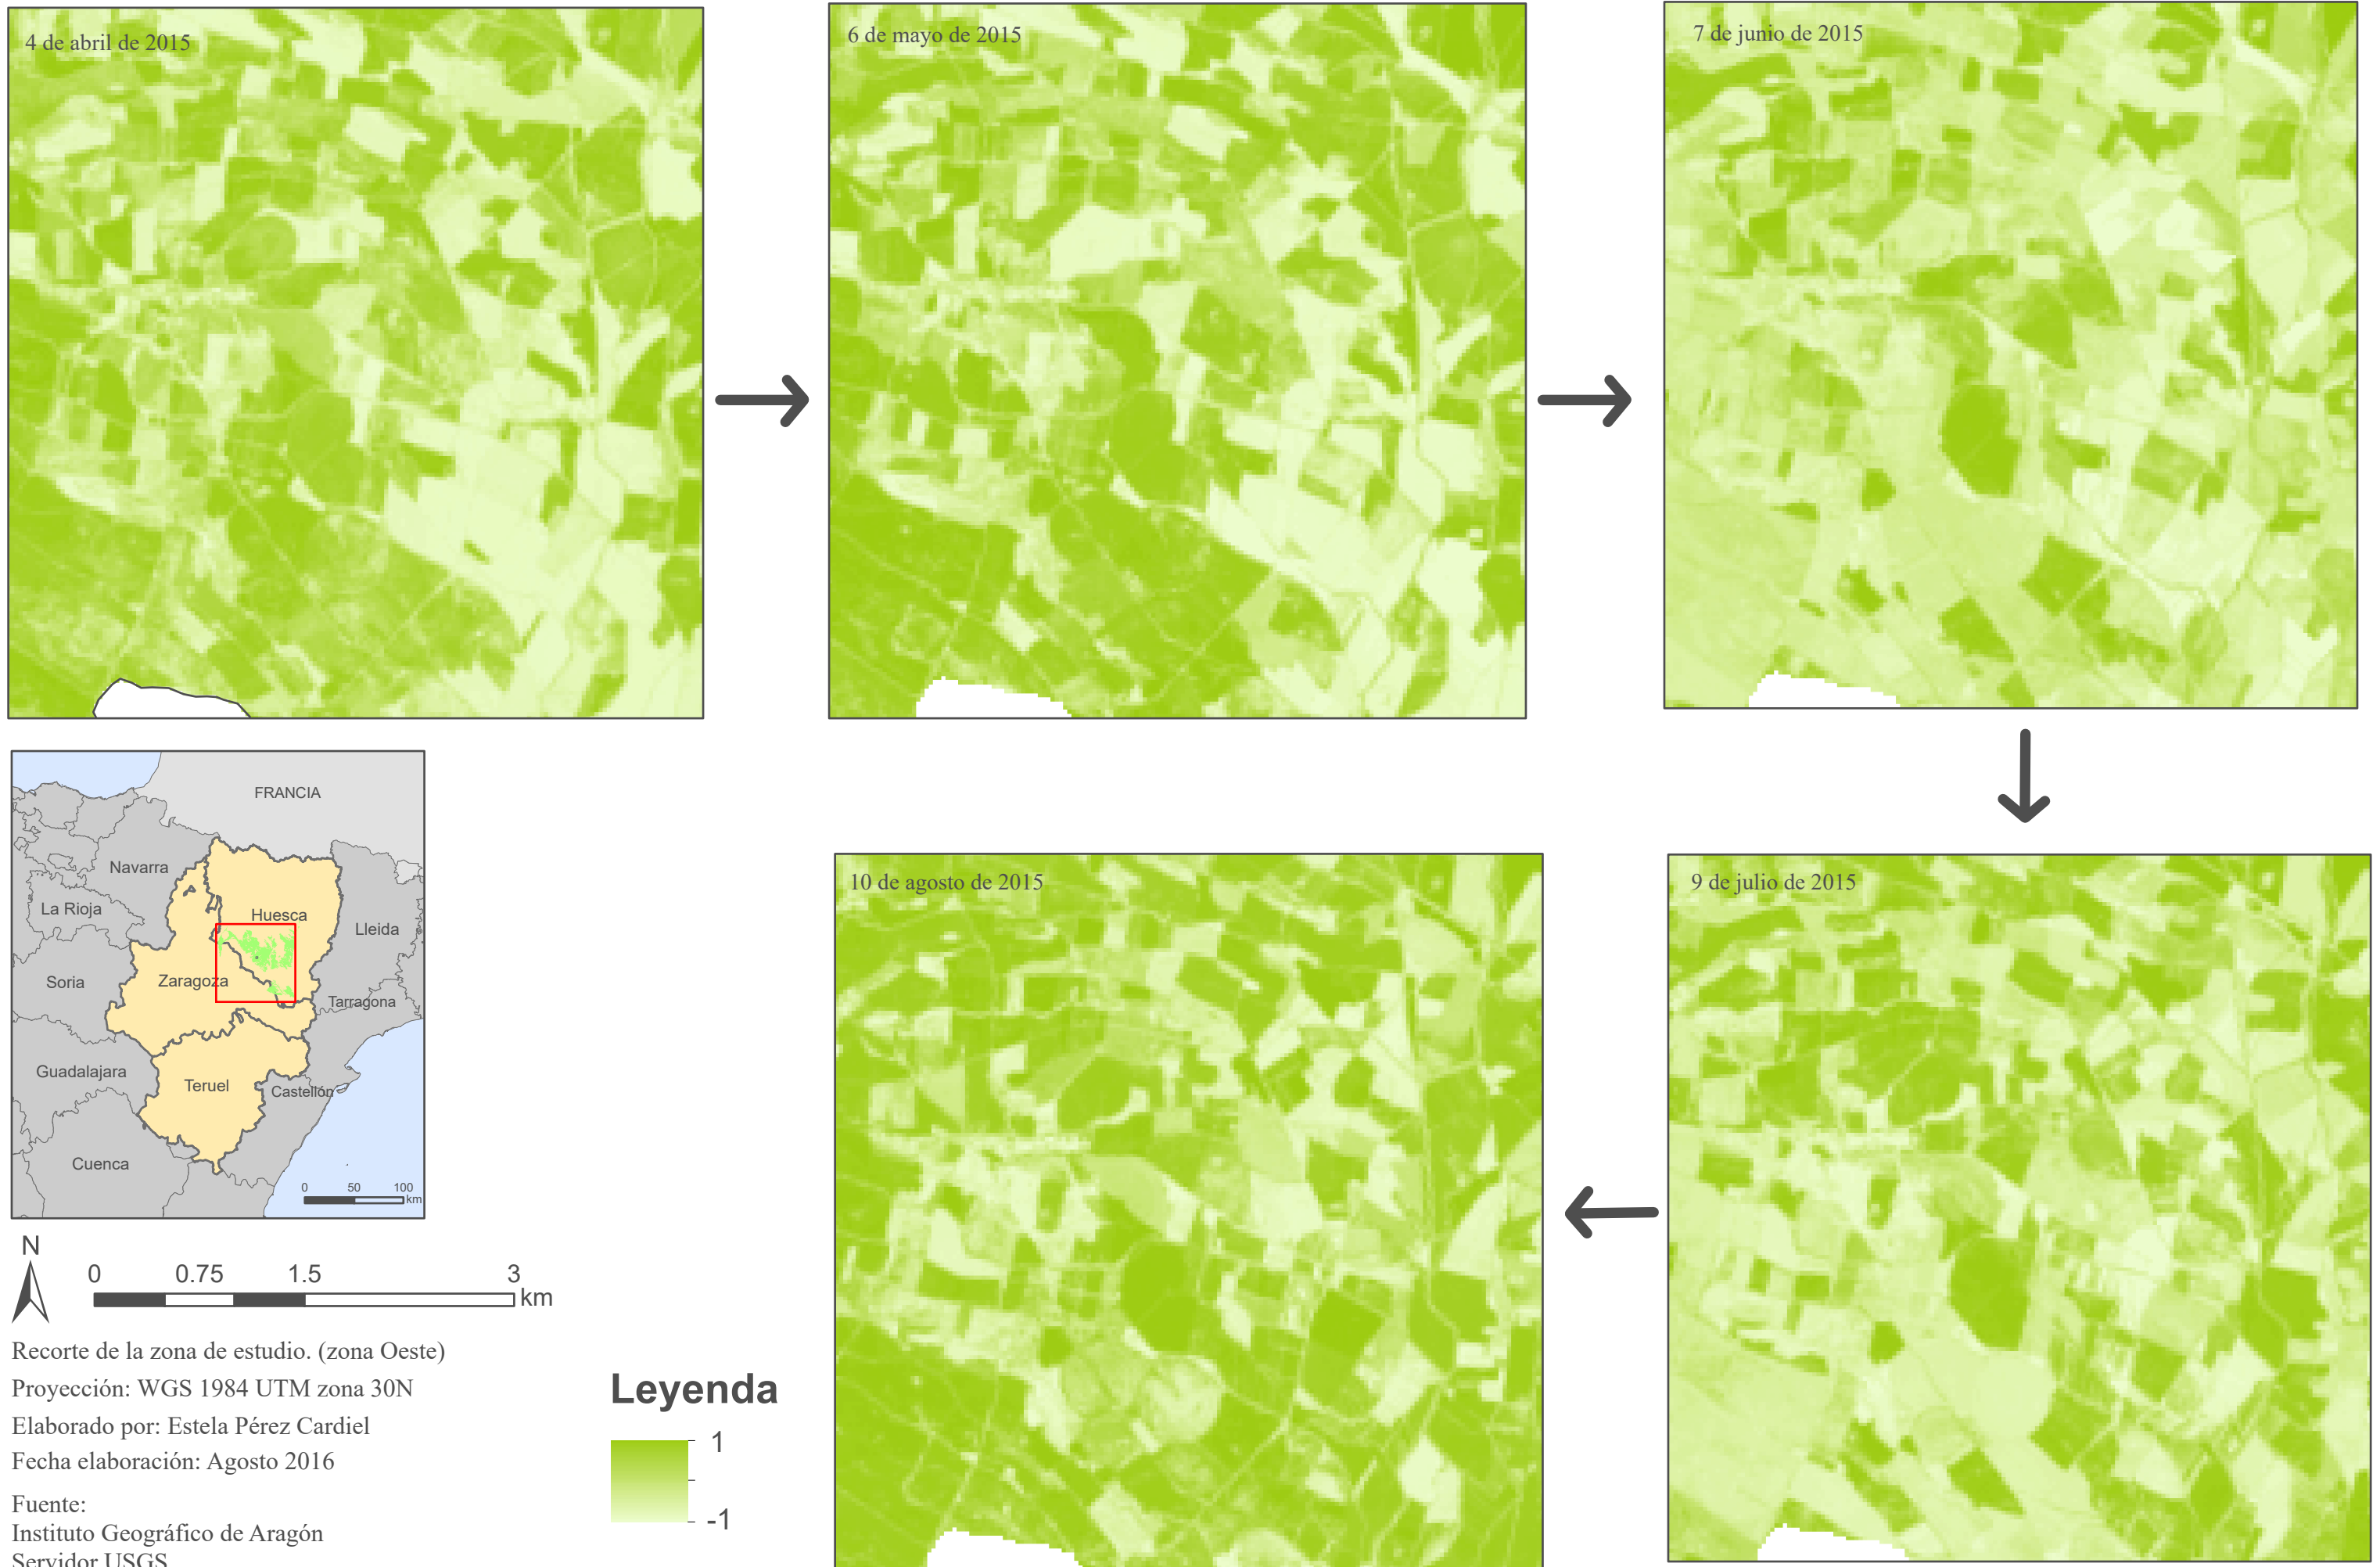 4 de abril de 2015
6 de mayo de 2015
7 de junio de 2015
FRANCIA
Navarra
La Rioja
Huesca
Lleida
Soria
Zaragoza
Tarragona
Guadalajara
Teruel
Castellón
Cuenca
0 50 100
km
10 de agosto de 2015
9 de julio de 2015
N
0 0.75 1.5 3
km
Recorte de la zona de estudio. (zona Oeste)
Proyección: WGS 1984 UTM zona 30N
Elaborado por: Estela Pérez Cardiel
Fecha elaboración: Agosto 2016
Fuente:
Instituto Geográfico de Aragón
Servidor USGS
Leyenda
1
-1